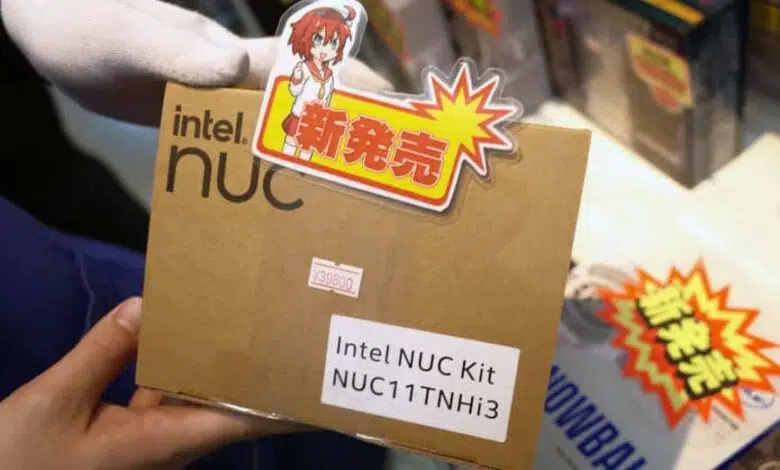 intel.
nuc
新発売
¥39800
Intel NUC Kit
NUC11TNHi3
新発売
NOWBA